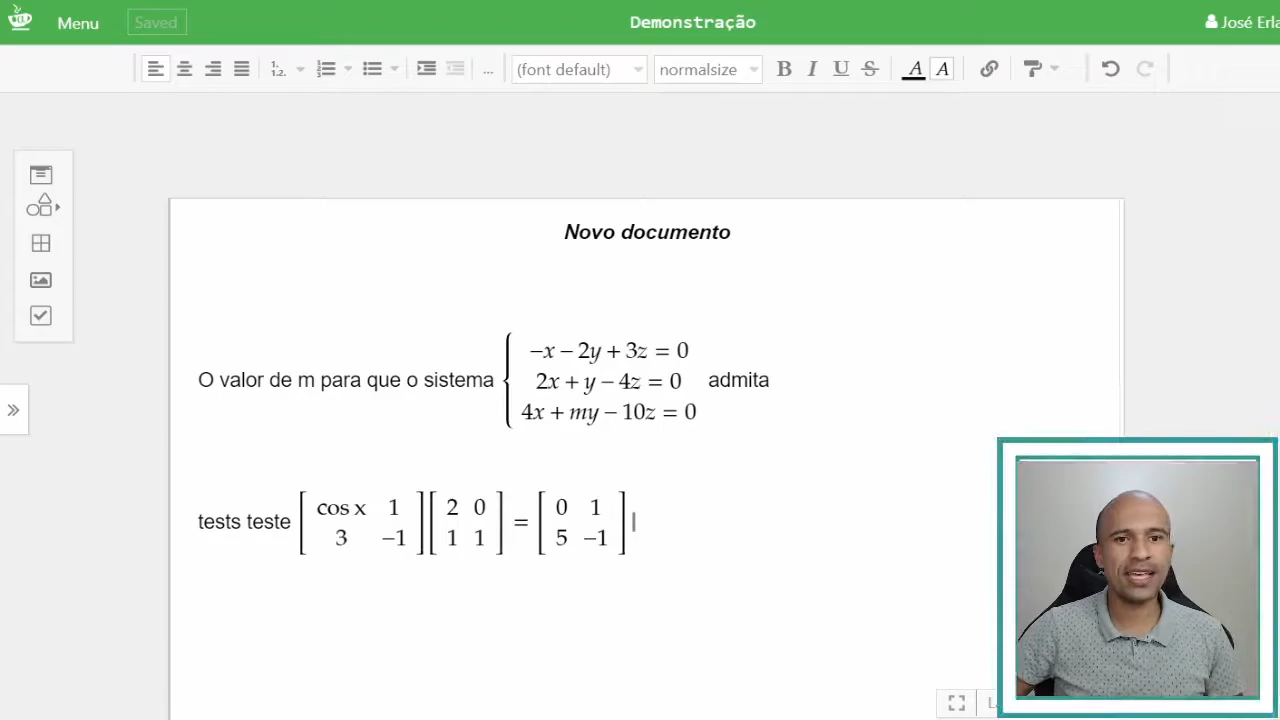 Menu Saved Demonstração José Erla
1.2. ... (font default) normalsize B I U S A A
Novo documento
−x − 2y + 3z = 0
O valor de m para que o sistema 2x + y − 4z = 0 admita
4x + my − 10z = 0
tests teste [ cos x 1 ] [ 2 0 ] = [ 0 1 ]
[ 3 −1 ] [ 1 1 ] [ 5 −1 ]